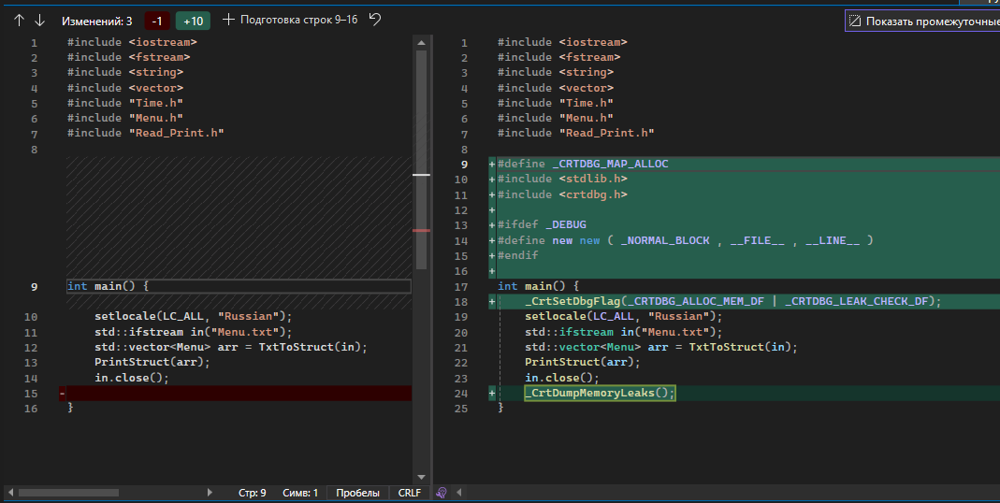 Изменений: 3 -1 +10 Подготовка строк 9–16
Показать промежуточные
1 #include <iostream>
2 #include <fstream>
3 #include <string>
4 #include <vector>
5 #include "Time.h"
6 #include "Menu.h"
7 #include "Read_Print.h"
8
9 int main() {
10 setlocale(LC_ALL, "Russian");
11 std::ifstream in("Menu.txt");
12 std::vector<Menu> arr = TxtToStruct(in);
13 PrintStruct(arr);
14 in.close();
15 -
16 }
Стр: 9 Симв: 1 Пробелы CRLF
1 #include <iostream>
2 #include <fstream>
3 #include <string>
4 #include <vector>
5 #include "Time.h"
6 #include "Menu.h"
7 #include "Read_Print.h"
8
9 +#define _CRTDBG_MAP_ALLOC
10 +#include <stdlib.h>
11 +#include <crtdbg.h>
12 +
13 +#ifdef _DEBUG
14 +#define new new ( _NORMAL_BLOCK , __FILE__ , __LINE__ )
15 +#endif
16 +
17 int main() {
18 + _CrtSetDbgFlag(_CRTDBG_ALLOC_MEM_DF | _CRTDBG_LEAK_CHECK_DF);
19 setlocale(LC_ALL, "Russian");
20 std::ifstream in("Menu.txt");
21 std::vector<Menu> arr = TxtToStruct(in);
22 PrintStruct(arr);
23 in.close();
24 + _CrtDumpMemoryLeaks();
25 }